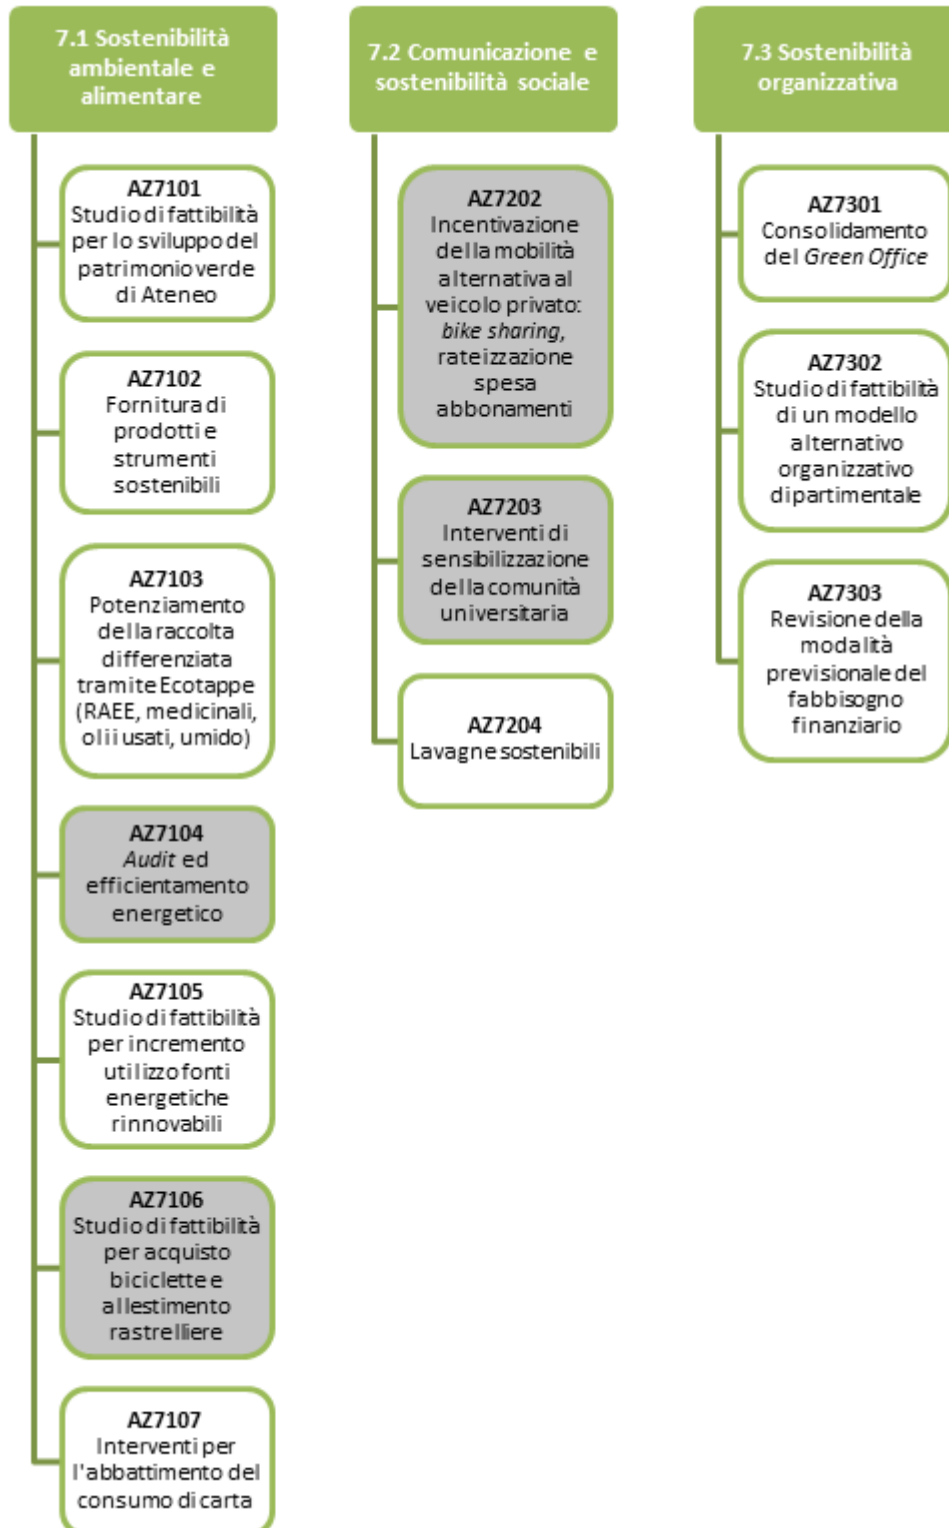 7.1 Sostenibilità
ambientale e
alimentare
AZ7101
Studio di fattibilità
per lo sviluppo del
patrimonio verde
di Ateneo
AZ7102
Fornitura di
prodotti e
strumenti
sostenibili
AZ7103
Potenziamento
della raccolta
differenziata
tramite Ecotappe
(RAEE, medicinali,
olii usati, umido)
AZ7104
Audit ed
efficientamento
energetico
AZ7105
Studio di fattibilità
per incremento
utilizzo fonti
energetiche
rinnovabili
AZ7106
Studio di fattibilità
per acquisto
biciclette e
allestimento
rastrelliere
AZ7107
Interventi per
l'abbattimento del
consumo di carta
7.2 Comunicazione e
sostenibilità sociale
AZ7202
Incentivazione
della mobilità
alternativa al
veicolo privato:
bike sharing,
rateizzazione
spesa
abbonamenti
AZ7203
Interventi di
sensibilizzazione
della comunità
universitaria
AZ7204
Lavagne sostenibili
7.3 Sostenibilità
organizzativa
AZ7301
Consolidamento
del Green Office
AZ7302
Studio di fattibilità
di un modello
alternativo
organizzativo
dipartimentale
AZ7303
Revisione della
modalità
previsionale del
fabbisogno
finanziario